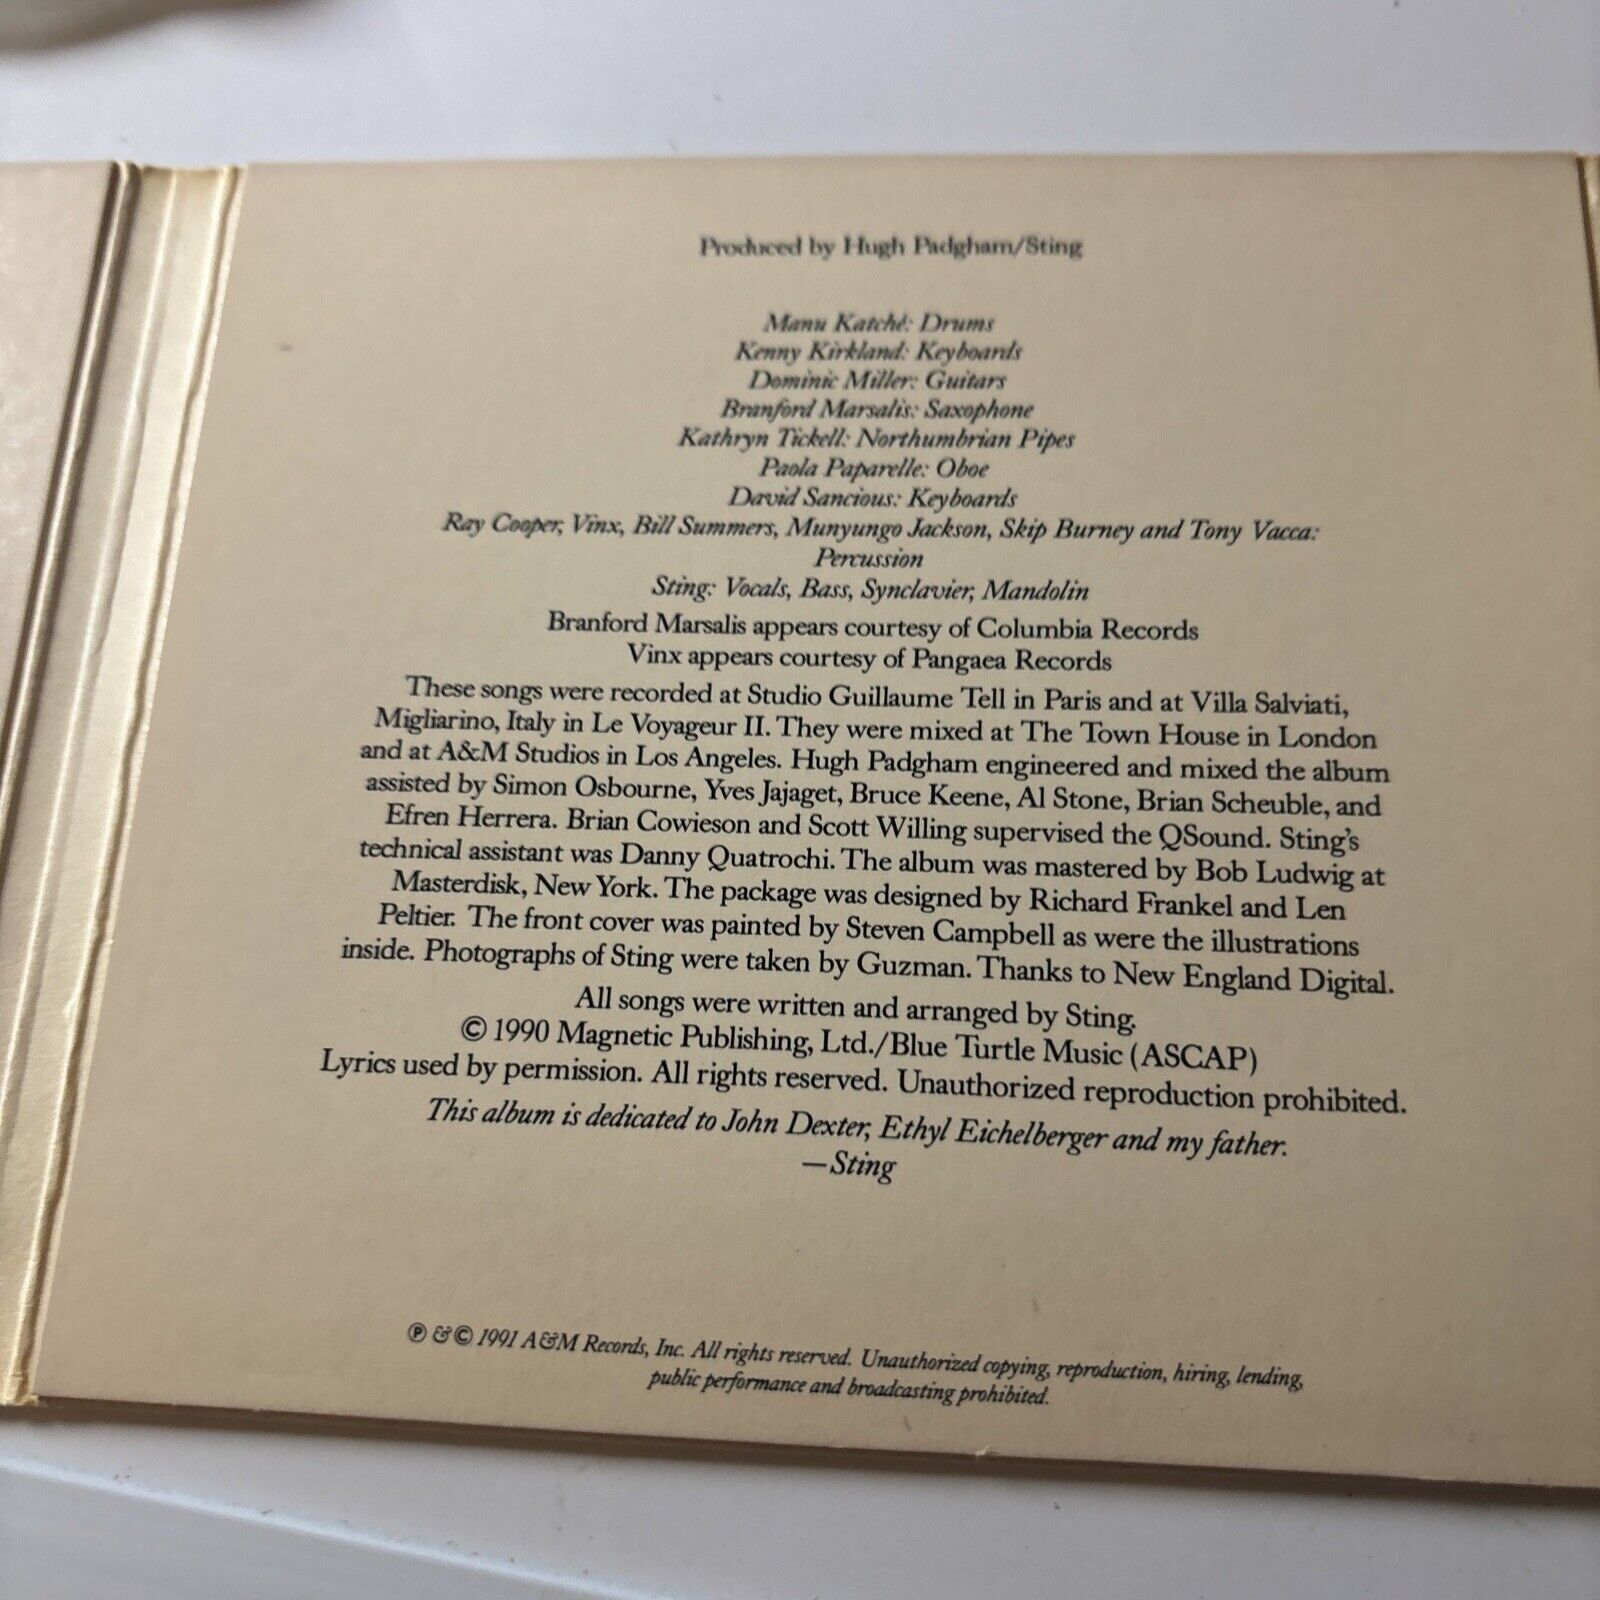 Produced by Hugh Padgham/Sting
Manu Katché: Drums
Kenny Kirkland: Keyboards
Dominic Miller: Guitars
Branford Marsalis: Saxophone
Kathryn Tickell: Northumbrian Pipes
Paola Paparelle: Oboe
David Sancious: Keyboards
Ray Cooper, Vinx, Bill Summers, Munyungo Jackson, Skip Burney and Tony Vacca:
Percussion
Sting: Vocals, Bass, Synclavier, Mandolin
Branford Marsalis appears courtesy of Columbia Records
Vinx appears courtesy of Pangaea Records
These songs were recorded at Studio Guillaume Tell in Paris and at Villa Salviati,
Migliarino, Italy in Le Voyageur II. They were mixed at The Town House in London
and at A&M Studios in Los Angeles. Hugh Padgham engineered and mixed the album
assisted by Simon Osbourne, Yves Jajaget, Bruce Keene, Al Stone, Brian Scheuble, and
Efren Herrera. Brian Cowieson and Scott Willing supervised the QSound. Sting's
technical assistant was Danny Quatrochi. The album was mastered by Bob Ludwig at
Masterdisk, New York. The package was designed by Richard Frankel and Len
Peltier. The front cover was painted by Steven Campbell as were the illustrations
inside. Photographs of Sting were taken by Guzman. Thanks to New England Digital.
All songs were written and arranged by Sting.
© 1990 Magnetic Publishing, Ltd./Blue Turtle Music (ASCAP)
Lyrics used by permission. All rights reserved. Unauthorized reproduction prohibited.
This album is dedicated to John Dexter, Ethyl Eichelberger and my father.
—Sting
℗ & © 1991 A&M Records, Inc. All rights reserved. Unauthorized copying, reproduction, hiring, lending,
public performance and broadcasting prohibited.